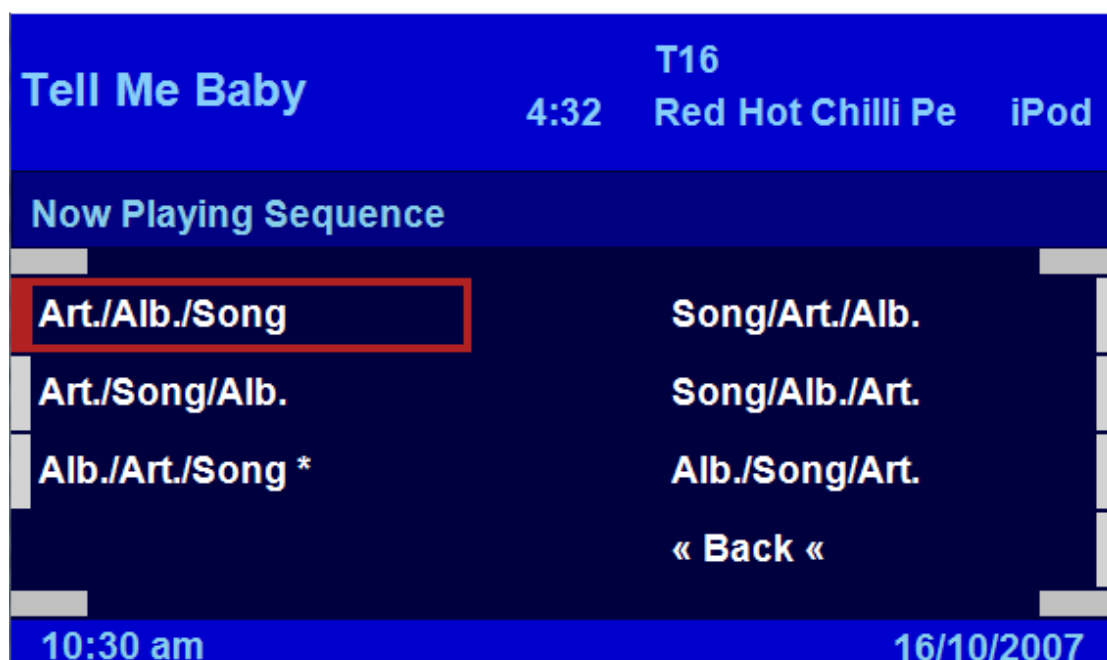 T16
Tell Me Baby 4:32 Red Hot Chilli Pe iPod
Now Playing Sequence
Art./Alb./Song Song/Art./Alb.
Art./Song/Alb. Song/Alb./Art.
Alb./Art./Song * Alb./Song/Art.
« Back «
10:30 am 16/10/2007